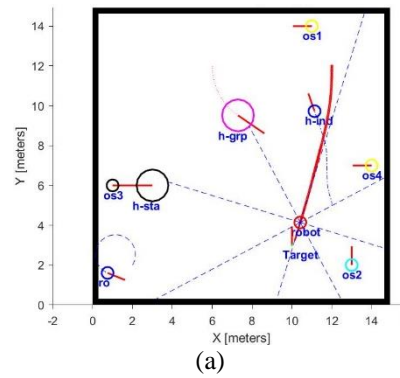 14
12
10
8
6
4
2
0
Y [meters]
os1
h-grp
h-ind
os4
os3
h-sta
robot
Target
os2
ro
0 2 4 6 8 10 12 14
X [meters]
(a)